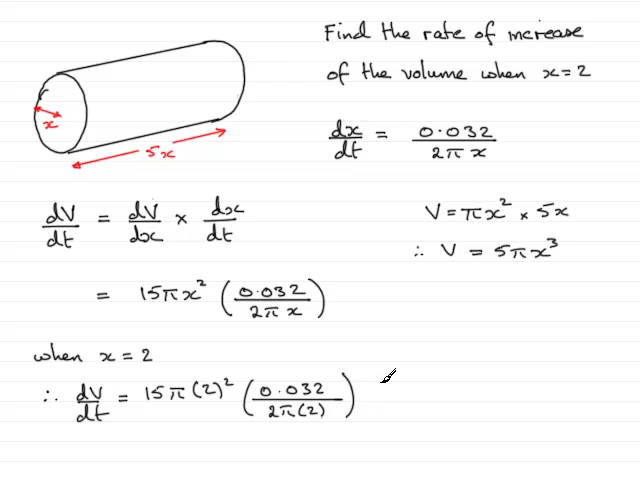 Find the rate of increase
of the volume when x = 2
x
5x
dx/dt = 0.032/2πx
dV/dt = dV/dx × dx/dt
V = πx² × 5x
∴ V = 5πx³
= 15πx² (0.032/2πx)
when x = 2
∴ dV/dt = 15π(2)² (0.032/2π(2))